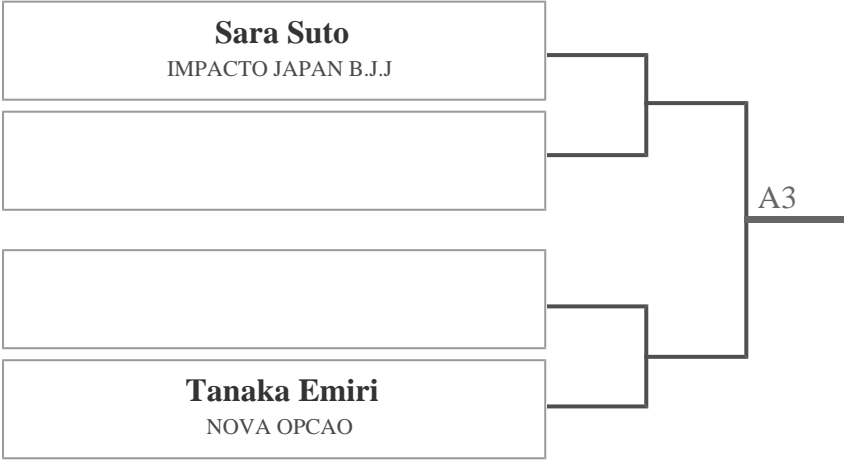 Sara Suto
IMPACTO JAPAN B.J.J
A3
Tanaka Emiri
NOVA OPCAO